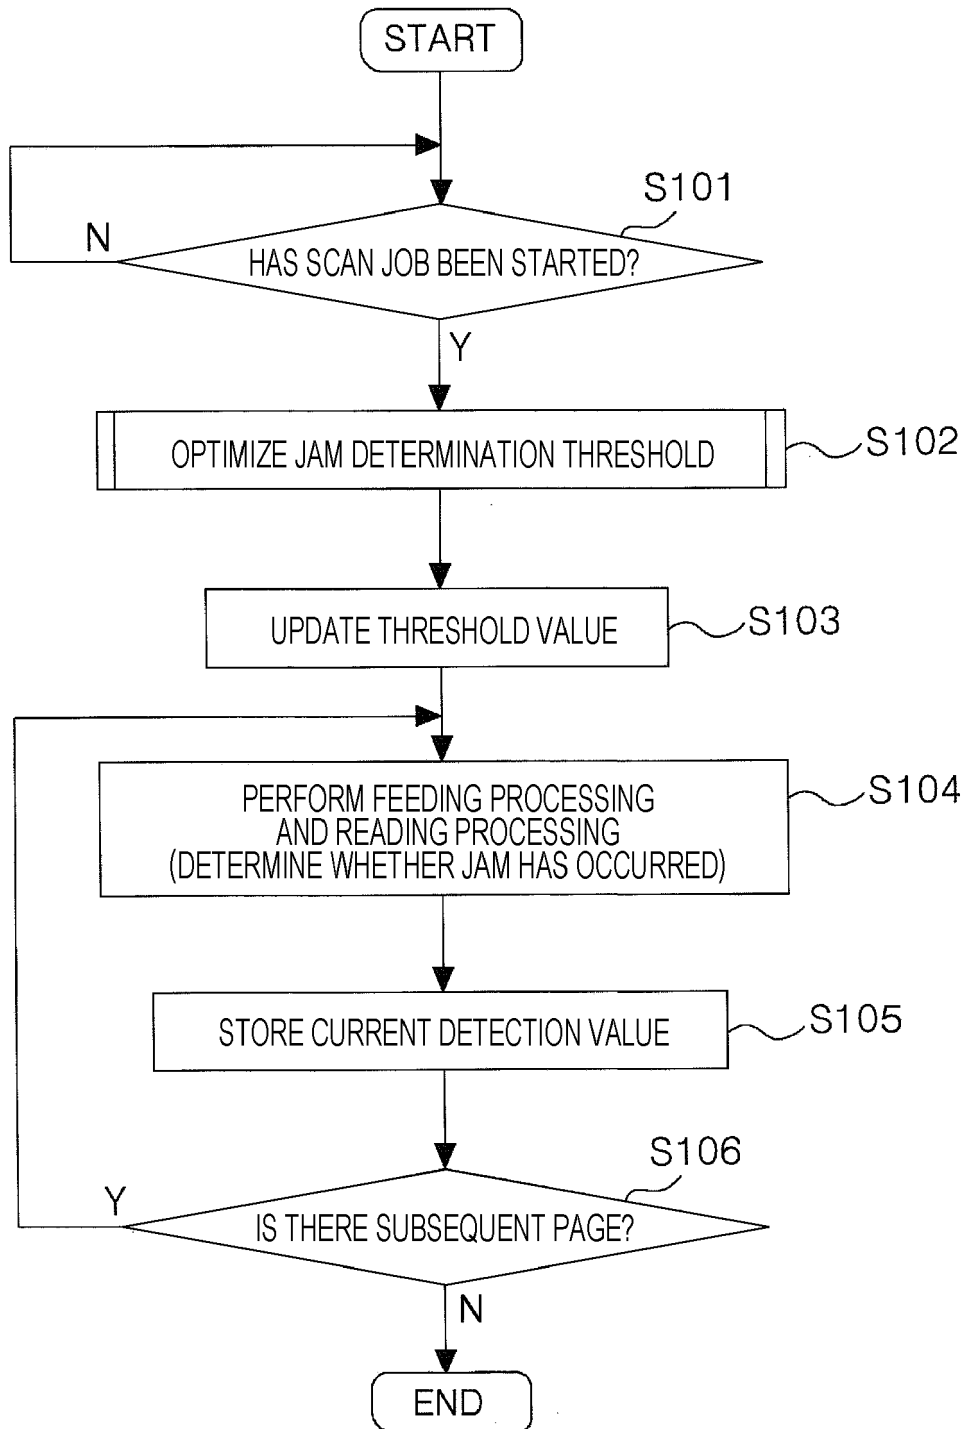 START
S101
N
HAS SCAN JOB BEEN STARTED?
Y
OPTIMIZE JAM DETERMINATION THRESHOLD
S102
UPDATE THRESHOLD VALUE
S103
PERFORM FEEDING PROCESSING
AND READING PROCESSING
(DETERMINE WHETHER JAM HAS OCCURRED)
S104
STORE CURRENT DETECTION VALUE
S105
S106
Y
IS THERE SUBSEQUENT PAGE?
N
END